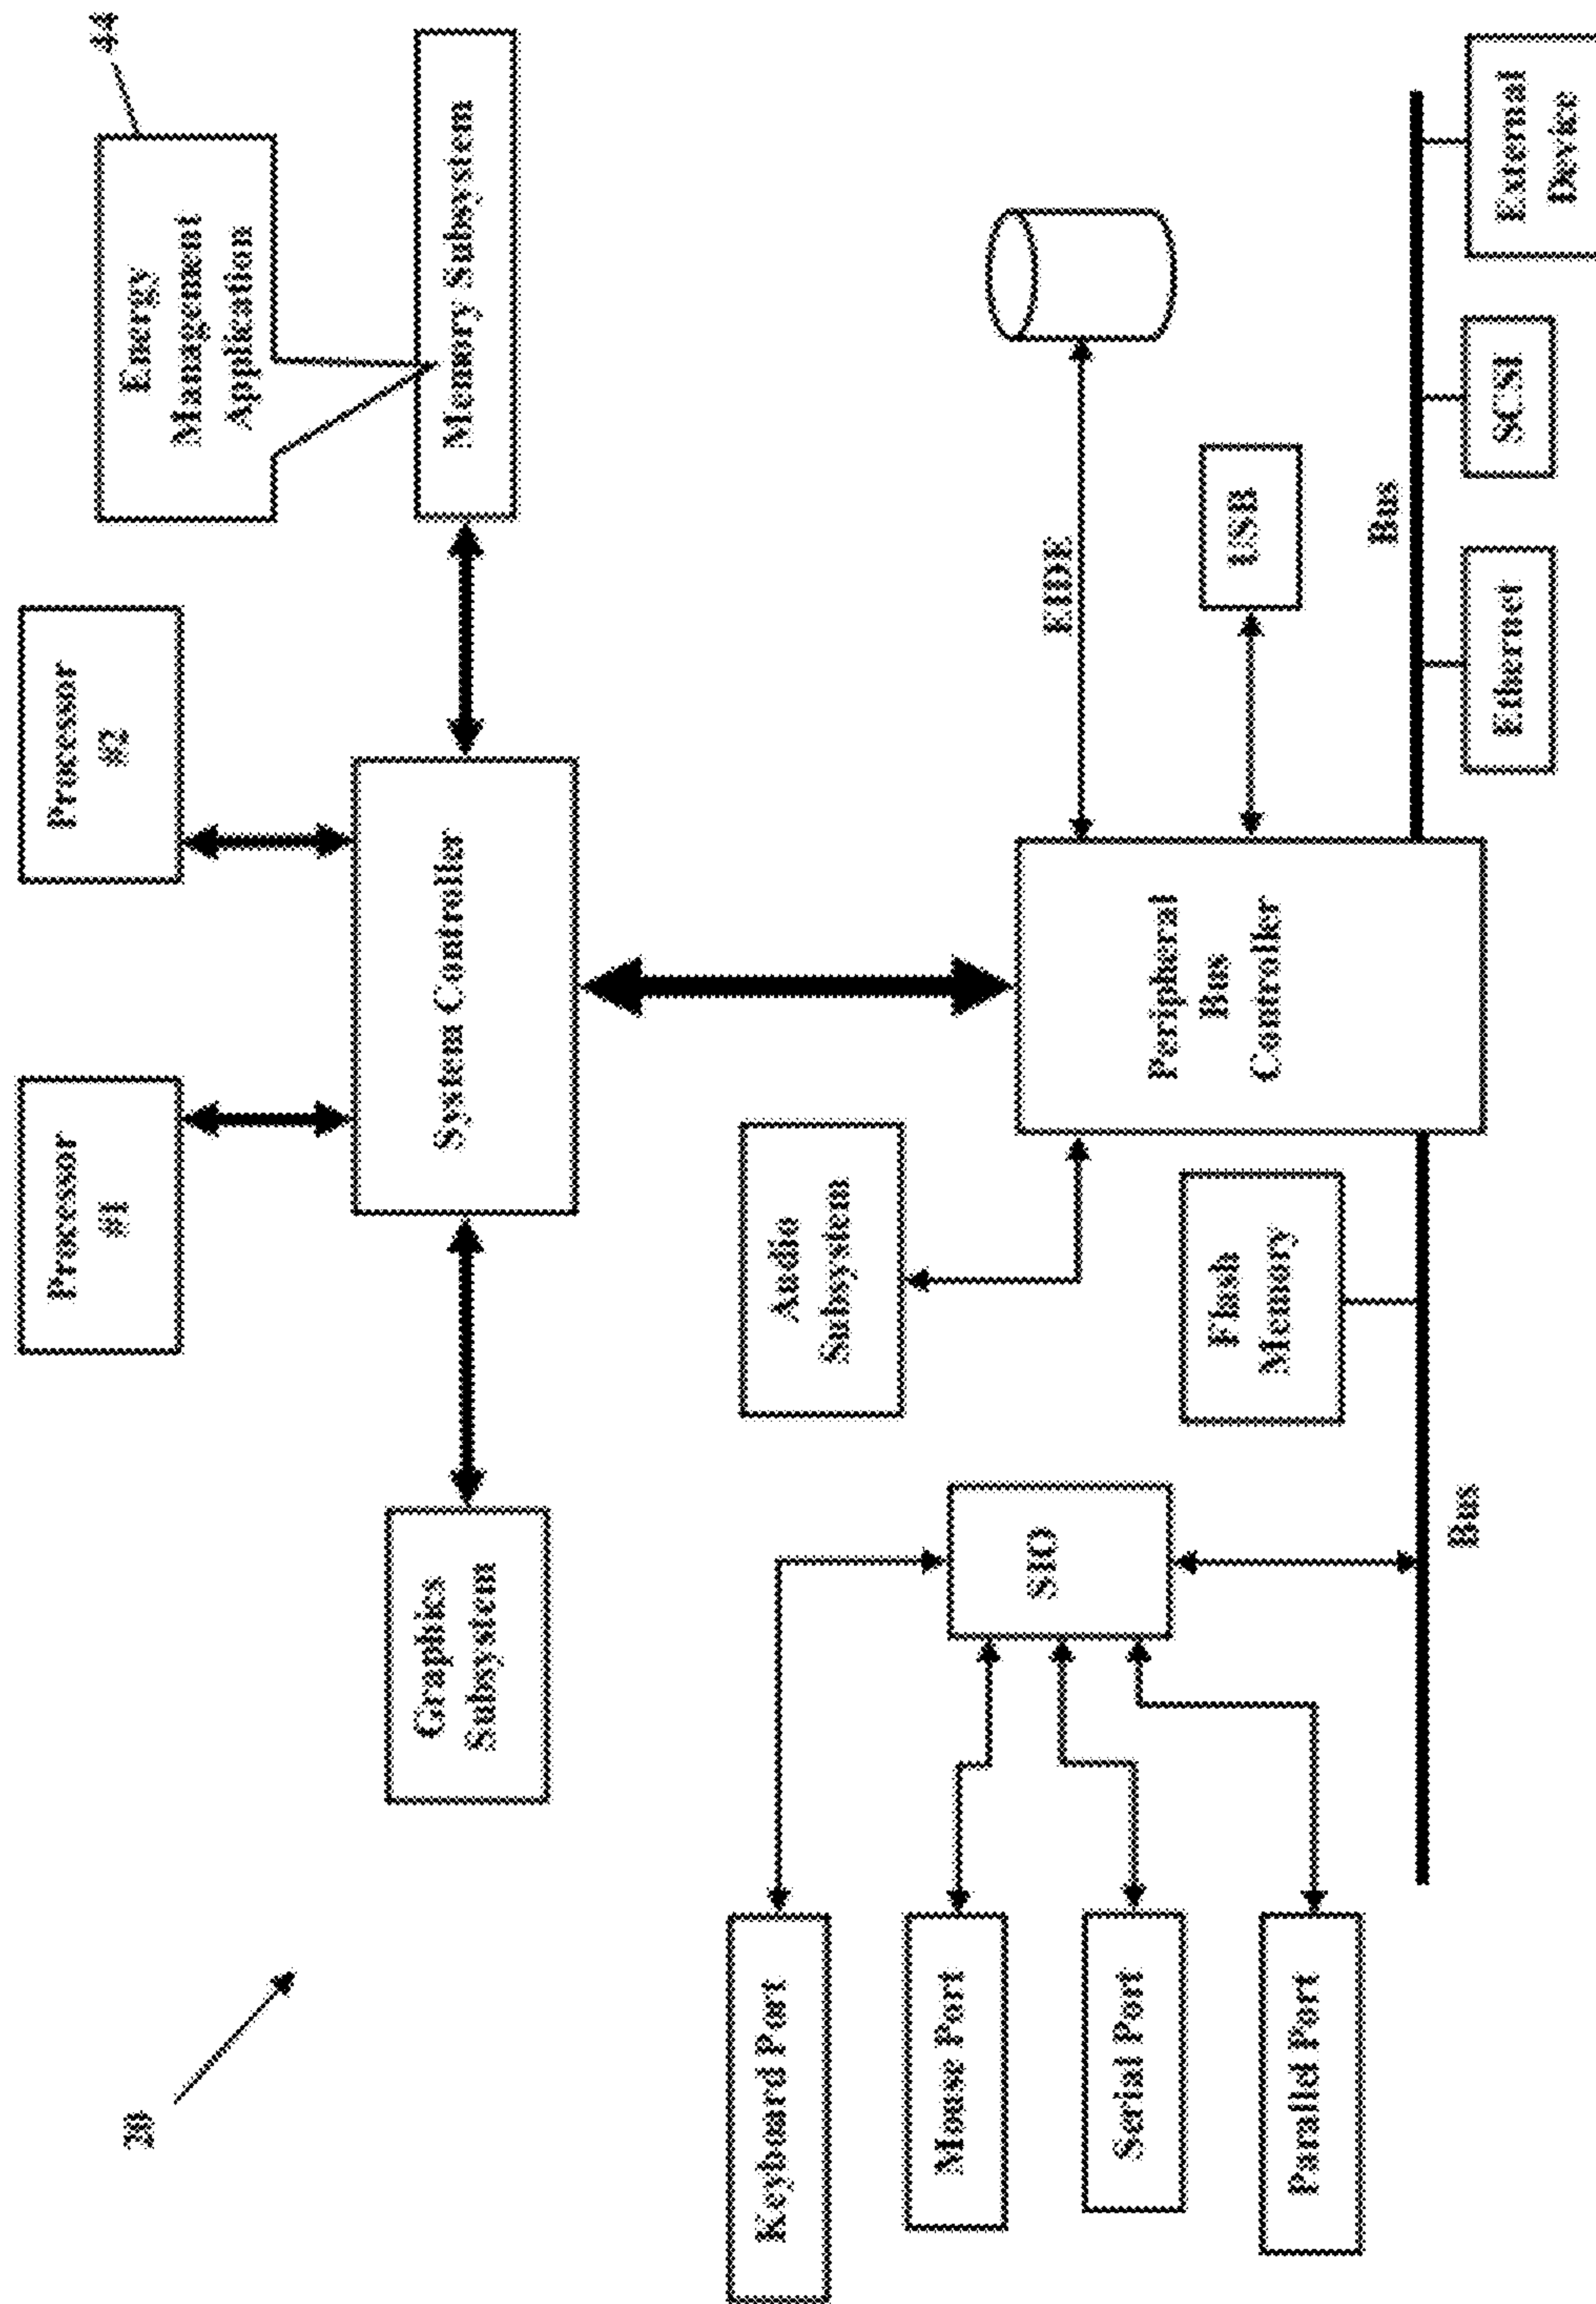 44
Energy
Management
Application
Processor
#1
Processor
#2
Graphics
Subsystem
System Controller
Memory Subsystem
Keyboard Port
Mouse Port
Serial Port
Parallel Port
SIO
Audio
Subsystem
Flash
Memory
Peripheral
Bus
Controller
EIDE
USB
Bus
Bus
Ethernet
SCSI
External
Device